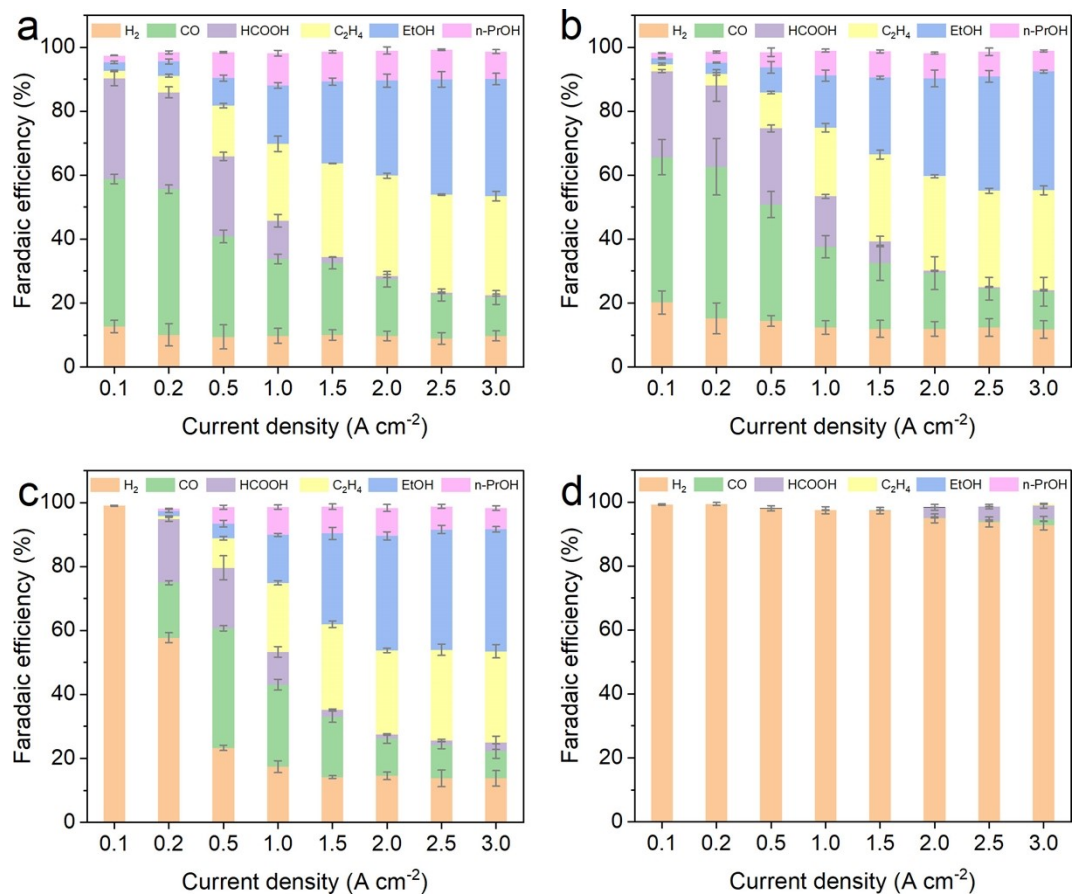 a
H₂ CO HCOOH C₂H₄ EtOH n-PrOH
100
80
60
40
20
0
Faradaic efficiency (%)
0.1 0.2 0.5 1.0 1.5 2.0 2.5 3.0
Current density (A cm⁻²)
b
H₂ CO HCOOH C₂H₄ EtOH n-PrOH
100
80
60
40
20
0
Faradaic efficiency (%)
0.1 0.2 0.5 1.0 1.5 2.0 2.5 3.0
Current density (A cm⁻²)
c
H₂ CO HCOOH C₂H₄ EtOH n-PrOH
100
80
60
40
20
0
Faradaic efficiency (%)
0.1 0.2 0.5 1.0 1.5 2.0 2.5 3.0
Current density (A cm⁻²)
d
H₂ CO HCOOH C₂H₄ EtOH n-PrOH
100
80
60
40
20
0
Faradaic efficiency (%)
0.1 0.2 0.5 1.0 1.5 2.0 2.5 3.0
Current density (A cm⁻²)